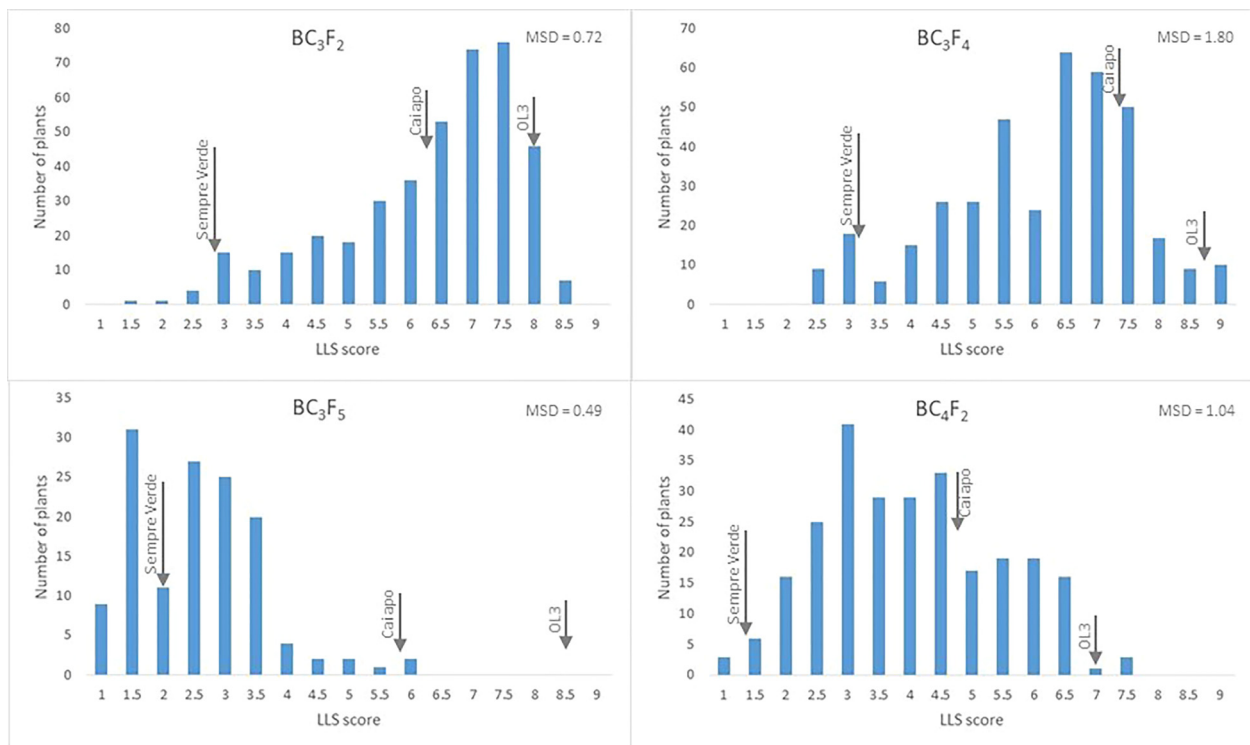 BC₃F₂
MSD = 0.72
Number of plants
80
70
60
50
40
30
20
10
0
Sempre Verde
Caiapo
OL3
1 1.5 2 2.5 3 3.5 4 4.5 5 5.5 6 6.5 7 7.5 8 8.5 9
LLS score
BC₃F₄
MSD = 1.80
Number of plants
70
60
50
40
30
20
10
0
Sempre Verde
Caiapo
OL3
1 1.5 2 2.5 3 3.5 4 4.5 5 5.5 6 6.5 7 7.5 8 8.5 9
LLS score
BC₃F₅
MSD = 0.49
Number of plants
35
30
25
20
15
10
5
0
Sempre Verde
Caiapo
OL3
1 1.5 2 2.5 3 3.5 4 4.5 5 5.5 6 6.5 7 7.5 8 8.5 9
LLS score
BC₄F₂
MSD = 1.04
Number of plants
45
40
35
30
25
20
15
10
5
0
Sempre Verde
Caiapo
OL3
1 1.5 2 2.5 3 3.5 4 4.5 5 5.5 6 6.5 7 7.5 8 8.5 9
LLS score